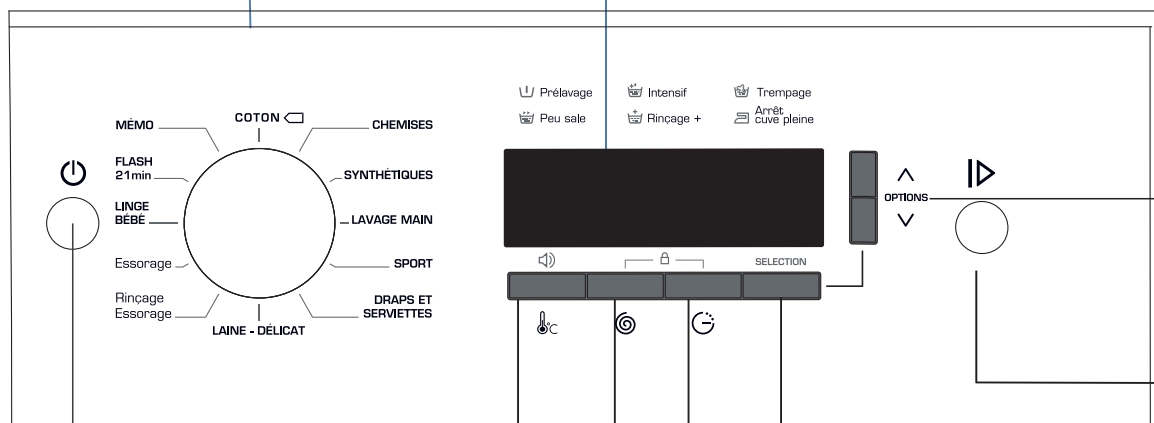 Prélavage
Intensif
Trempage
Peu sale
Rinçage +
Arrêt
cuve pleine
COTON
MÉMO
CHEMISES
FLASH
21min
SYNTHÉTIQUES
LINGE
BÉBÉ
LAVAGE MAIN
Essorage
SPORT
Rinçage
Essorage
DRAPS ET
SERVIETTES
LAINE - DÉLICAT
OPTIONS
SELECTION
°C